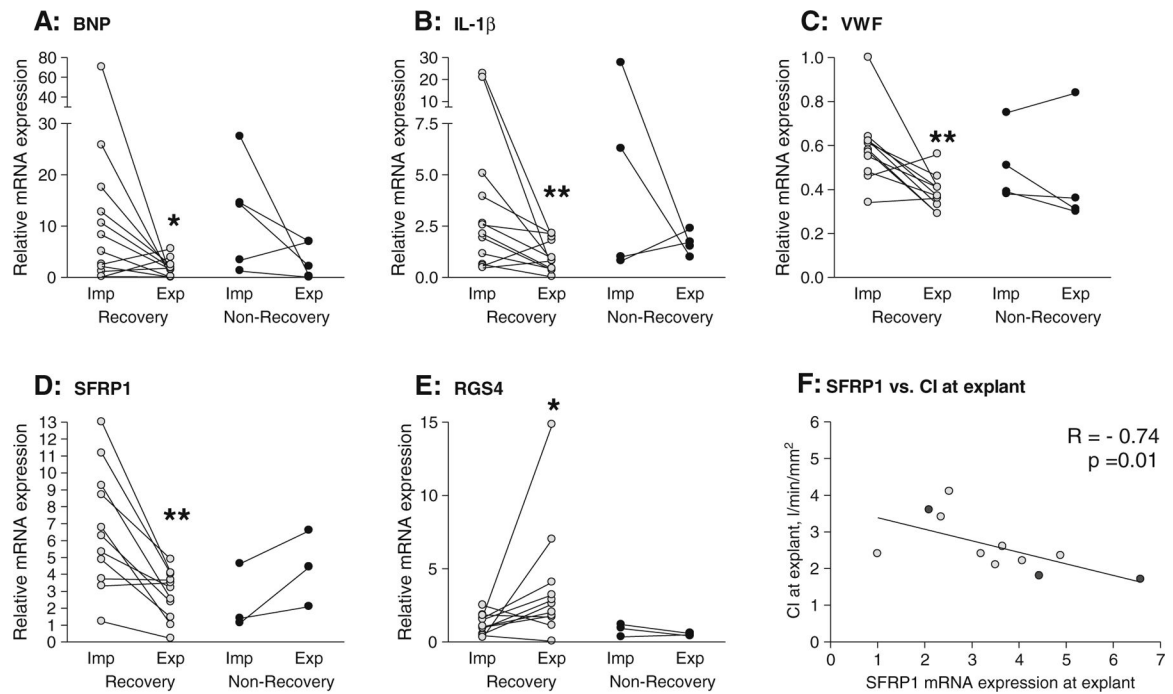 A: BNP
Relative mRNA expression
80
60
40
30
20
10
0
*
Imp Exp Imp Exp
Recovery Non-Recovery
B: IL-1β
Relative mRNA expression
30
20
10
7.5
5.0
2.5
0.0
**
Imp Exp Imp Exp
Recovery Non-Recovery
C: VWF
Relative mRNA expression
1.0
0.8
0.6
0.4
0.2
0.0
**
Imp Exp Imp Exp
Recovery Non-Recovery
D: SFRP1
Relative mRNA expression
13
12
11
10
9
8
7
6
5
4
3
2
1
0
**
Imp Exp Imp Exp
Recovery Non-Recovery
E: RGS4
Relative mRNA expression
15
10
5
0
*
Imp Exp Imp Exp
Recovery Non-Recovery
F: SFRP1 vs. CI at explant
CI at explant, l/min/mm²
6
5
4
3
2
1
0
R = - 0.74
p =0.01
0 1 2 3 4 5 6 7
SFRP1 mRNA expression at explant